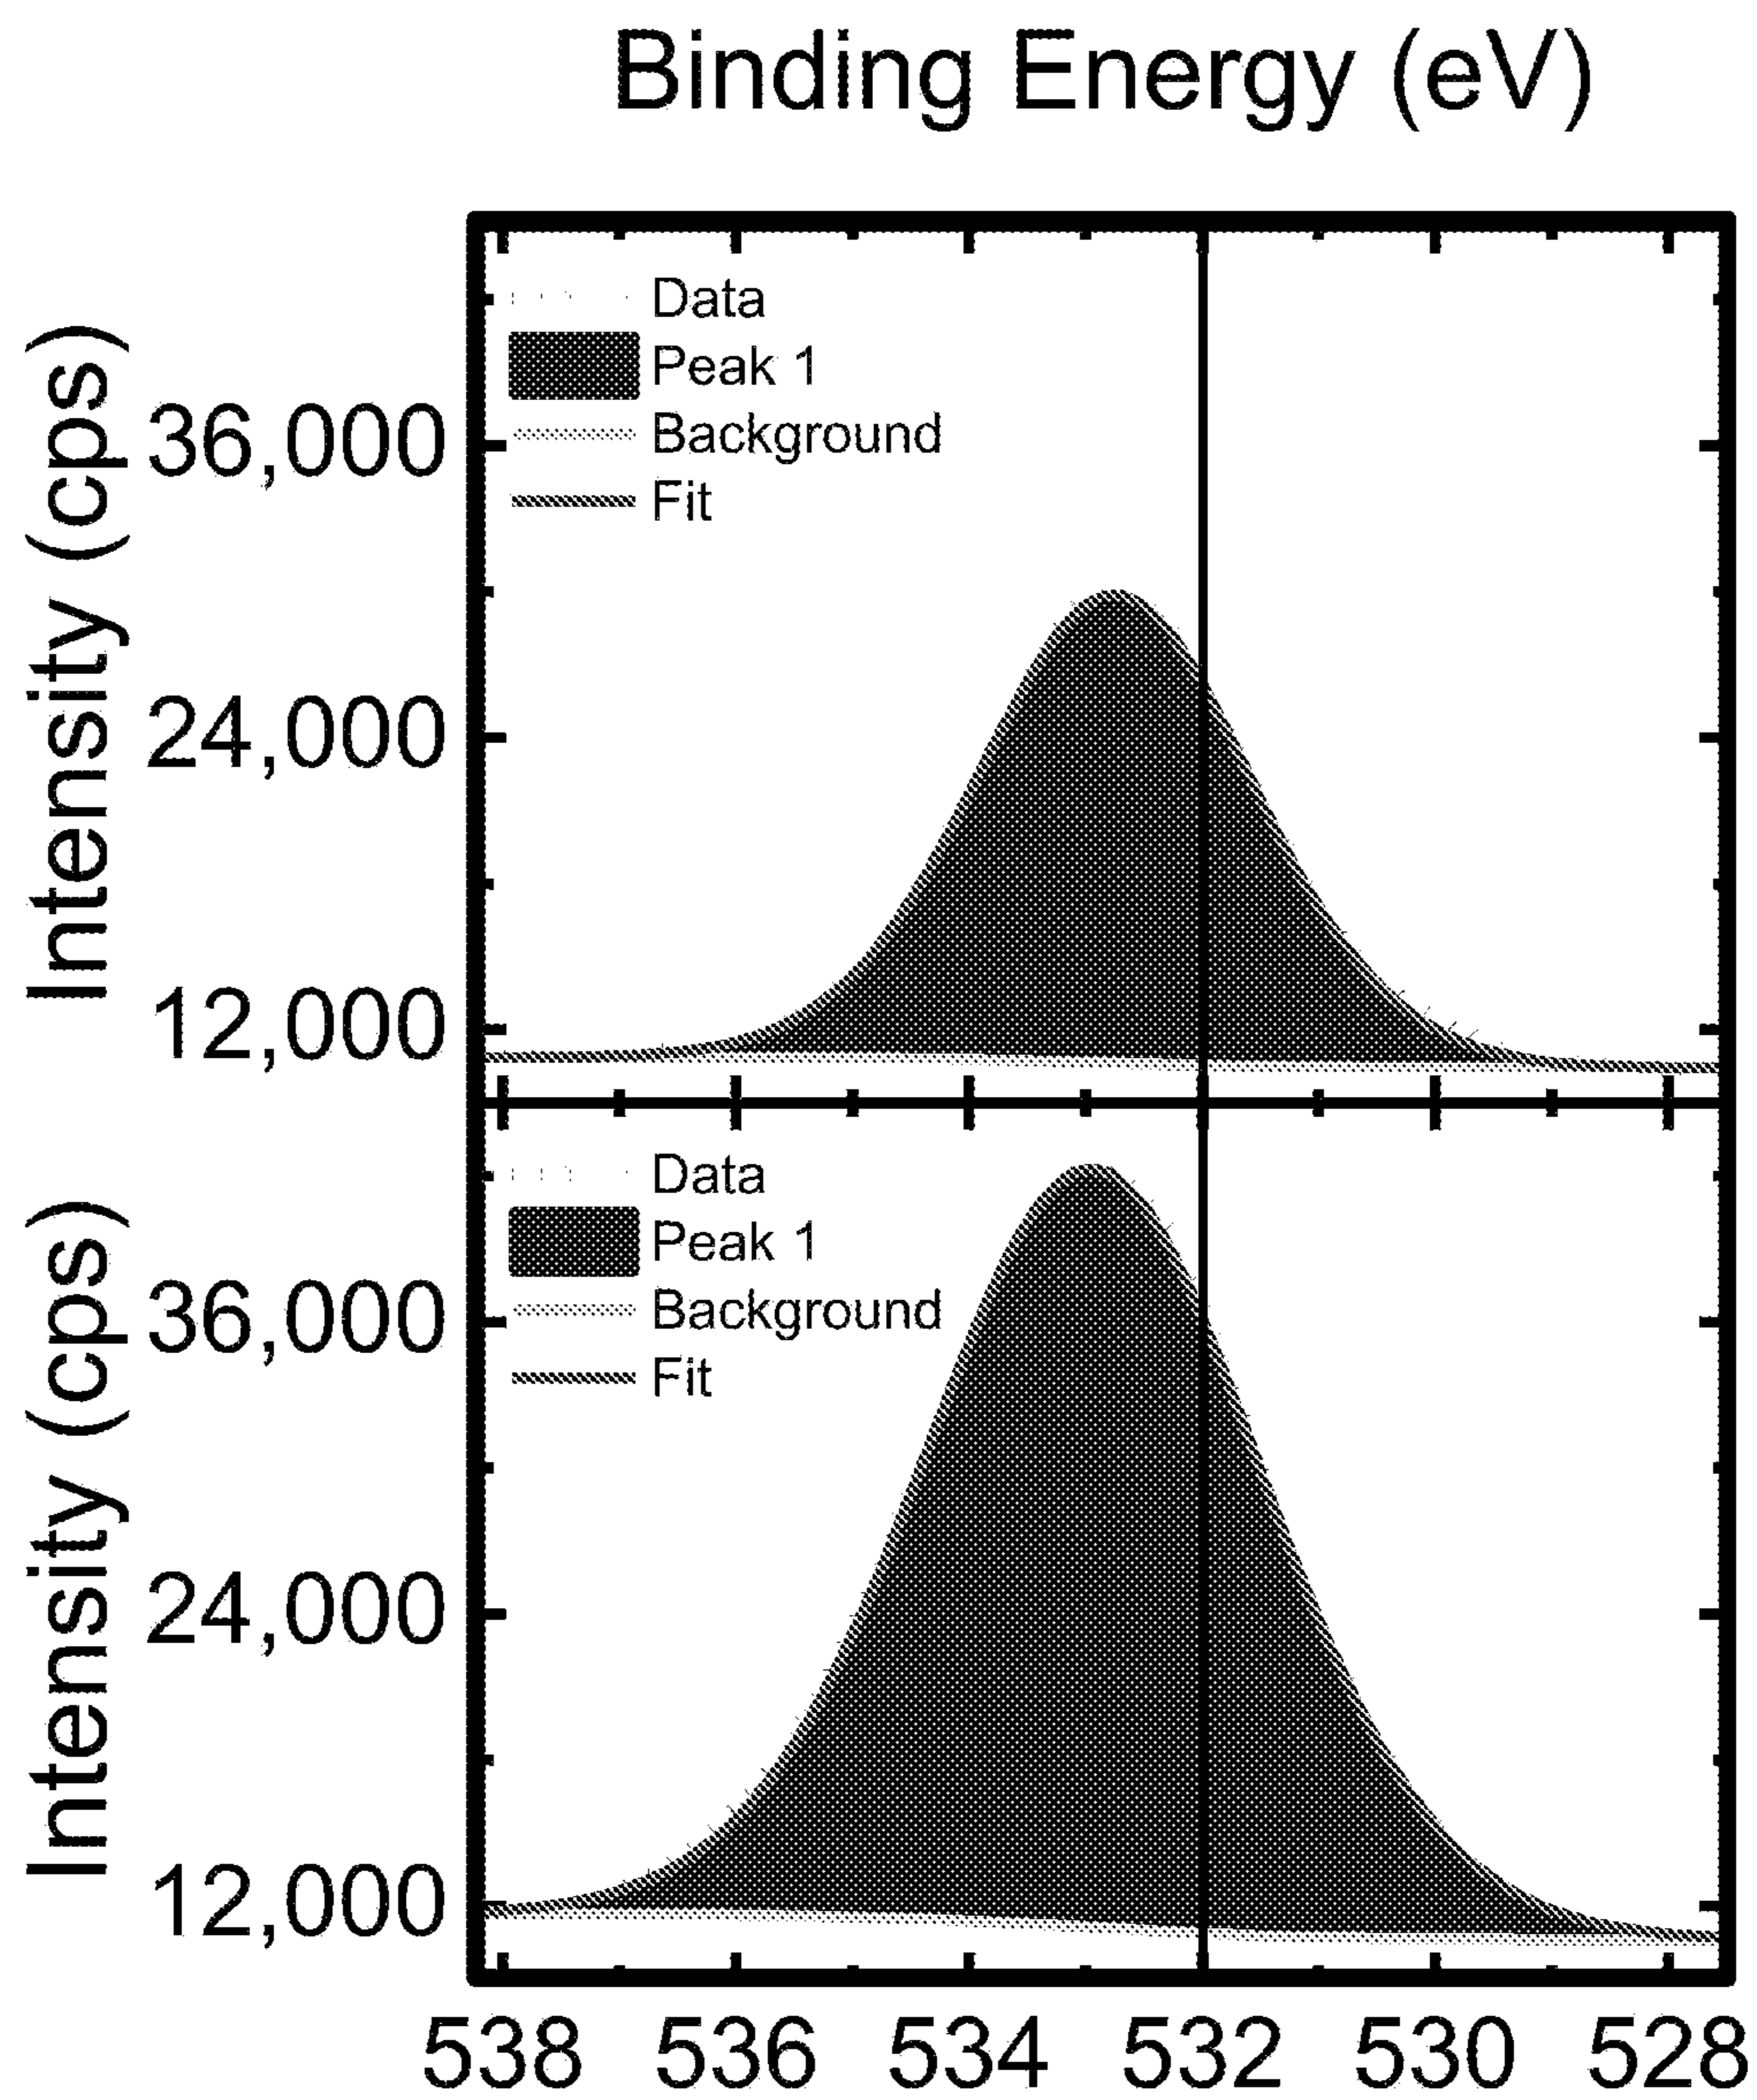 Binding Energy (eV)
Intensity (cps)
36,000
24,000
12,000
Data
Peak 1
Background
Fit
Intensity (cps)
36,000
24,000
12,000
Data
Peak 1
Background
Fit
538 536 534 532 530 528